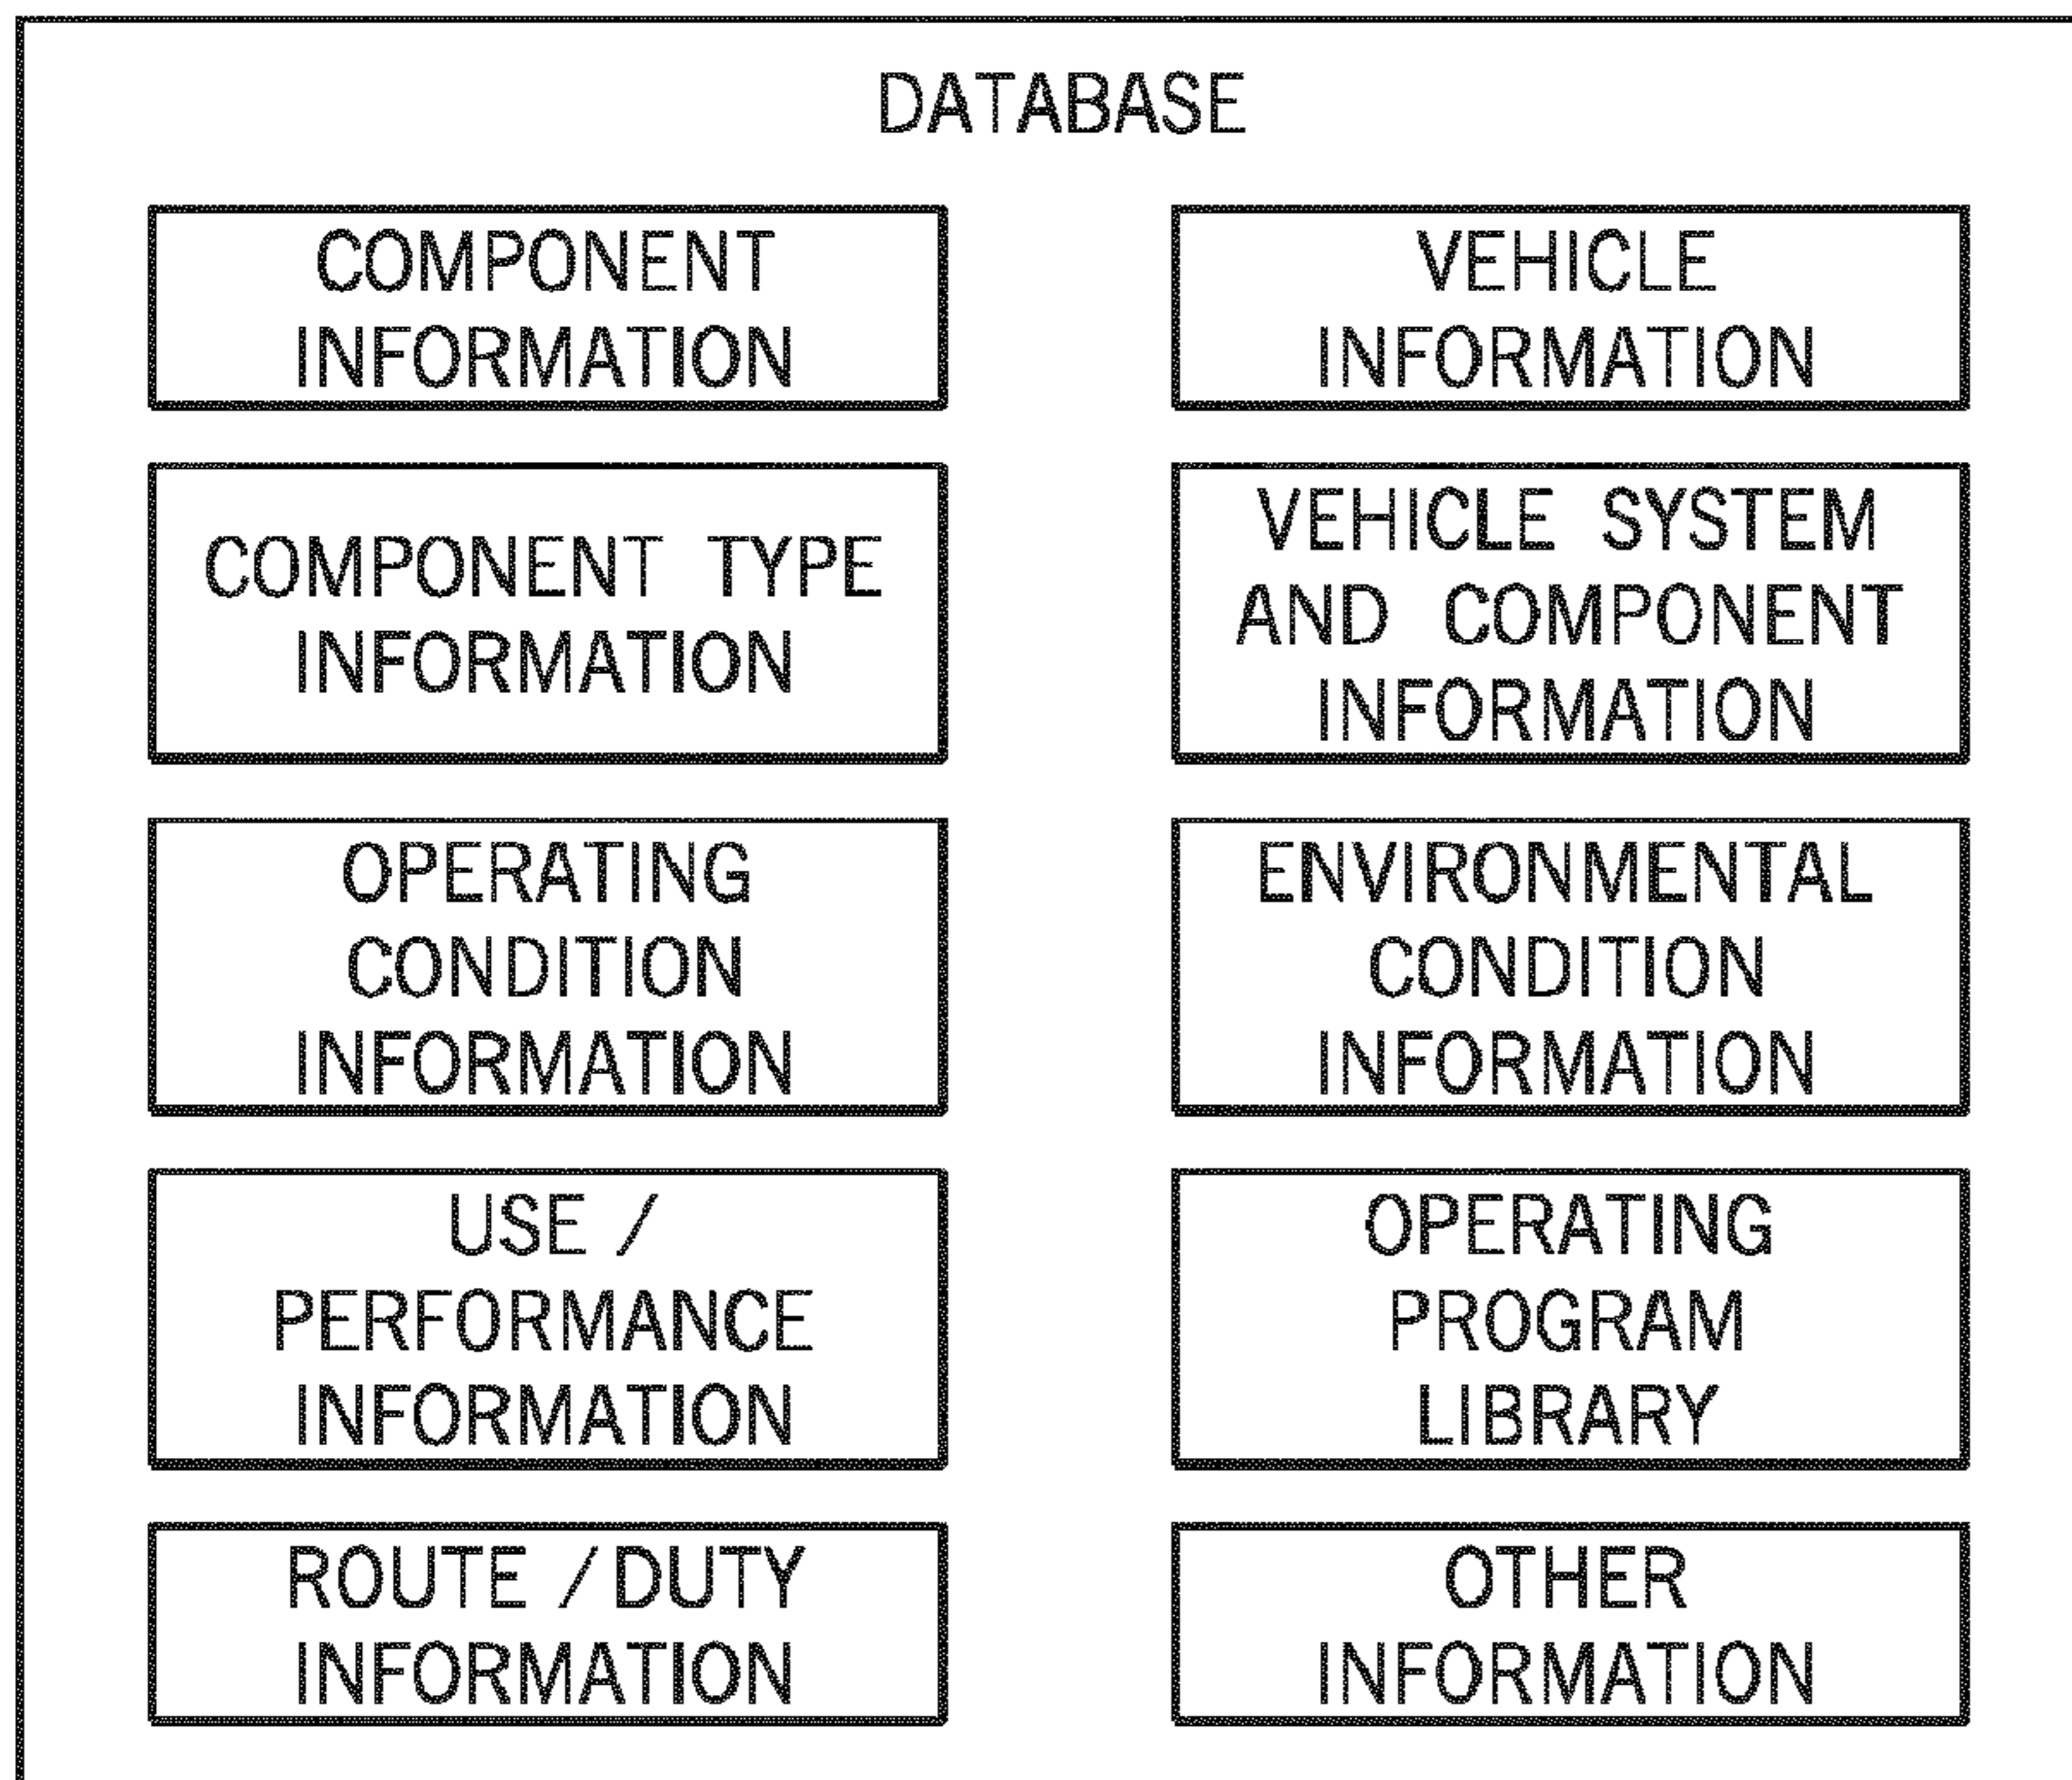 DATABASE
COMPONENT
INFORMATION
VEHICLE
INFORMATION
COMPONENT TYPE
INFORMATION
VEHICLE SYSTEM
AND COMPONENT
INFORMATION
OPERATING
CONDITION
INFORMATION
ENVIRONMENTAL
CONDITION
INFORMATION
USE /
PERFORMANCE
INFORMATION
OPERATING
PROGRAM
LIBRARY
ROUTE / DUTY
INFORMATION
OTHER
INFORMATION